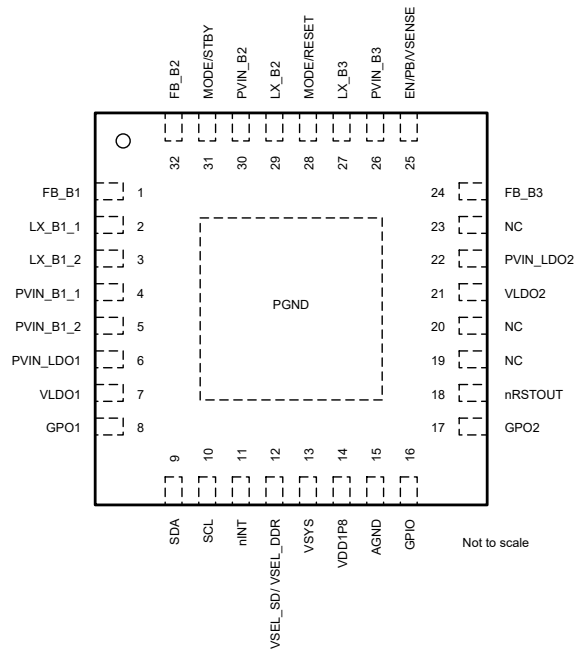 FB_B2
MODE/STBY
PVIN_B2
LX_B2
MODE/RESET
LX_B3
PVIN_B3
EN/PB/VSENSE
32 31 30 29 28 27 26 25
FB_B1 1
LX_B1_1 2
LX_B1_2 3
PVIN_B1_1 4
PVIN_B1_2 5
PVIN_LDO1 6
VLDO1 7
GPO1 8
PGND
24 FB_B3
23 NC
22 PVIN_LDO2
21 VLDO2
20 NC
19 NC
18 nRSTOUT
17 GPO2
9 10 11 12 13 14 15 16
SDA
SCL
nINT
VSEL_SD/ VSEL_DDR
VSYS
VDD1P8
AGND
GPIO
Not to scale